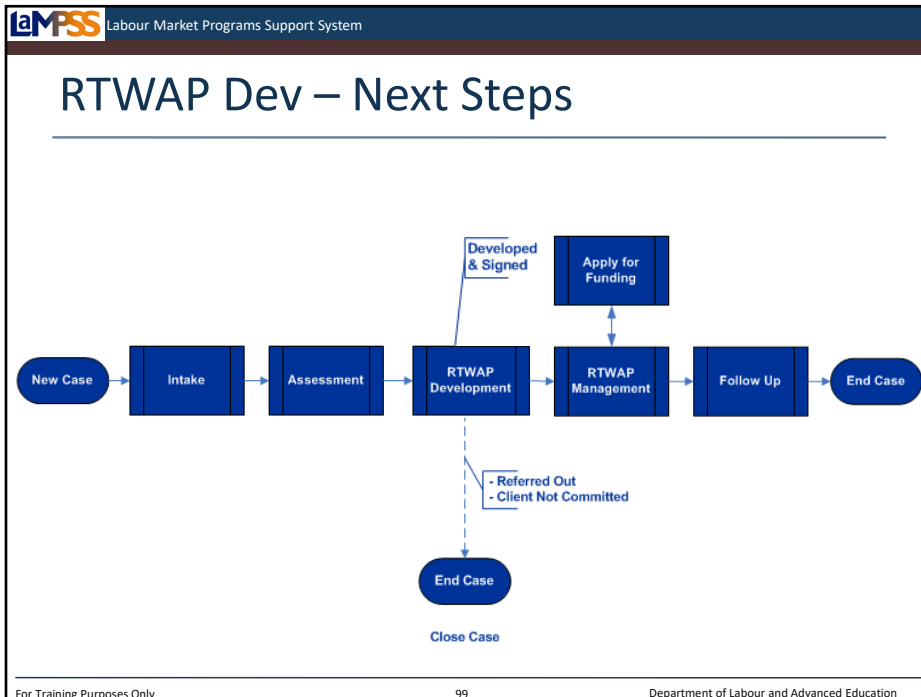 LaMPSS Labour Market Programs Support System
RTWAP Dev – Next Steps
Developed
& Signed
Apply for
Funding
New Case
Intake
Assessment
RTWAP
Development
RTWAP
Management
Follow Up
End Case
- Referred Out
- Client Not Committed
End Case
Close Case
For Training Purposes Only
99
Department of Labour and Advanced Education